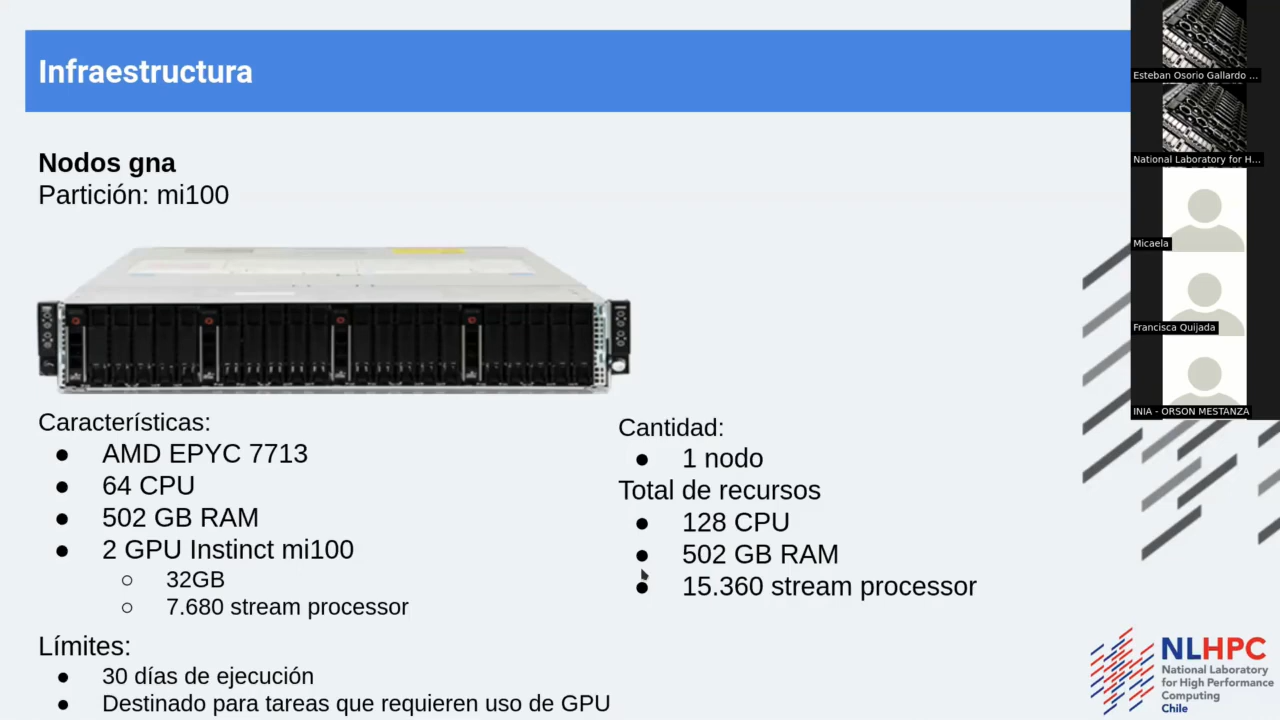 Infraestructura
Nodos gna
Partición: mi100
Características:
● AMD EPYC 7713
● 64 CPU
● 502 GB RAM
● 2 GPU Instinct mi100
○ 32GB
○ 7.680 stream processor
Límites:
● 30 días de ejecución
● Destinado para tareas que requieren uso de GPU
Cantidad:
● 1 nodo
Total de recursos
● 128 CPU
● 502 GB RAM
● 15.360 stream processor
Esteban Osorio Gallardo ...
National Laboratory for H...
Micaela
Francisca Quijada
INIA - ORSON MESTANZA
NLHPC
National Laboratory
for High Performance
Computing
Chile